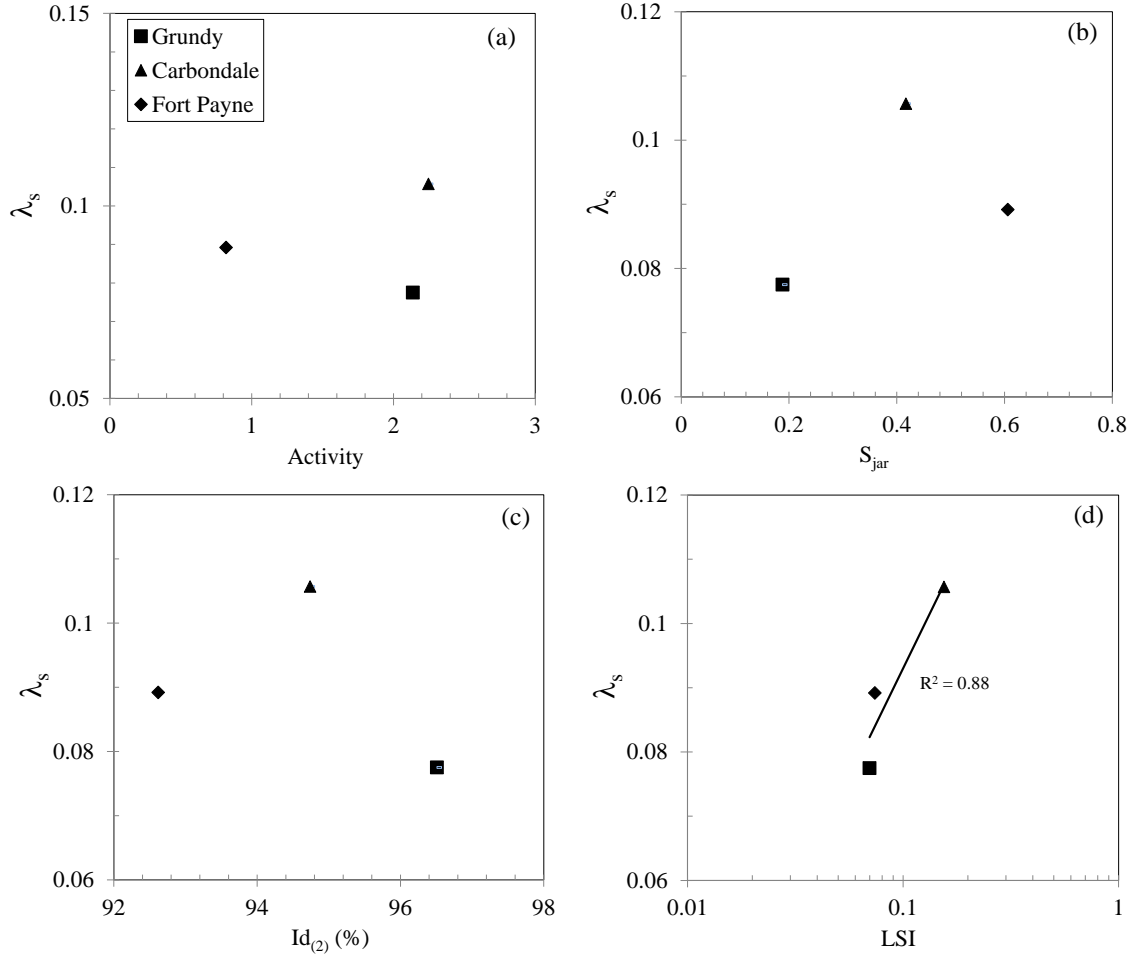 0.15
(a)
Grundy
Carbondale
Fort Payne
0.1
λs
0.05
0 1 2 3
Activity
0.12
(b)
0.1
λs
0.08
0.06
0 0.2 0.4 0.6 0.8
Sjar
0.12
(c)
0.1
λs
0.08
0.06
92 94 96 98
Id(2) (%)
0.12
(d)
0.1
λs
R² = 0.88
0.08
0.06
0.01 0.1 1
LSI